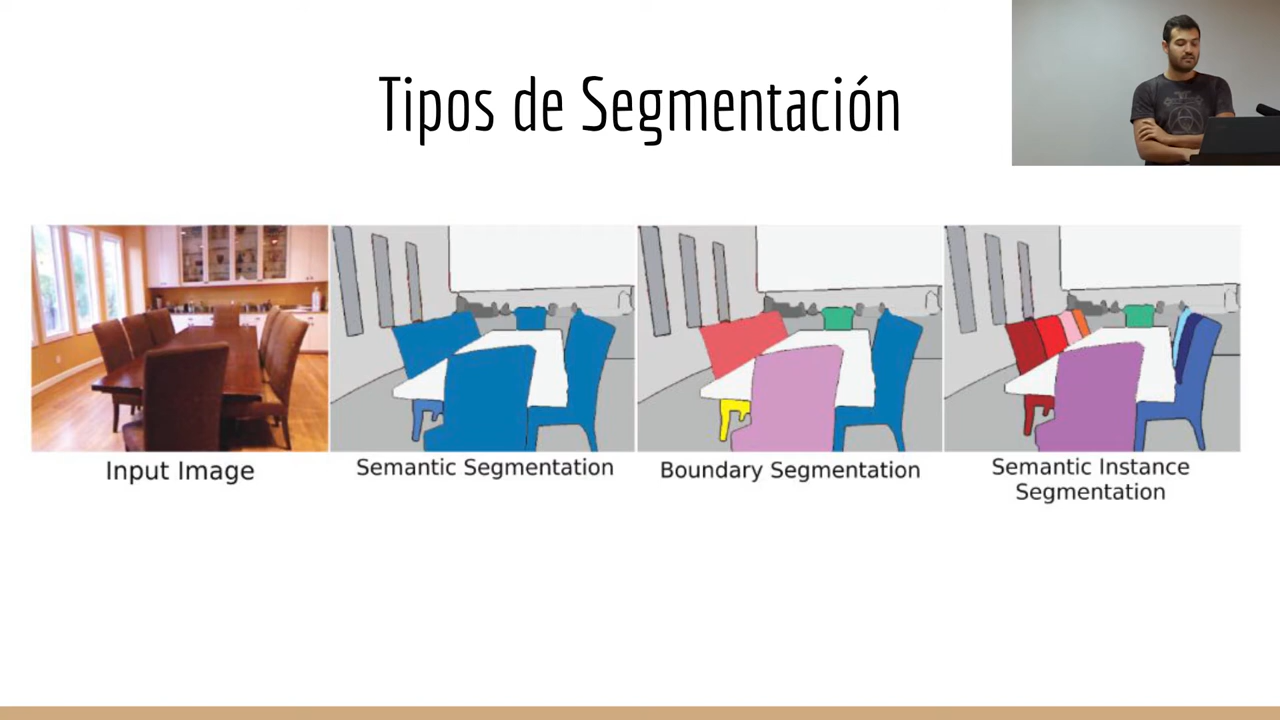 Tipos de Segmentación
Input Image
Semantic Segmentation
Boundary Segmentation
Semantic Instance
Segmentation